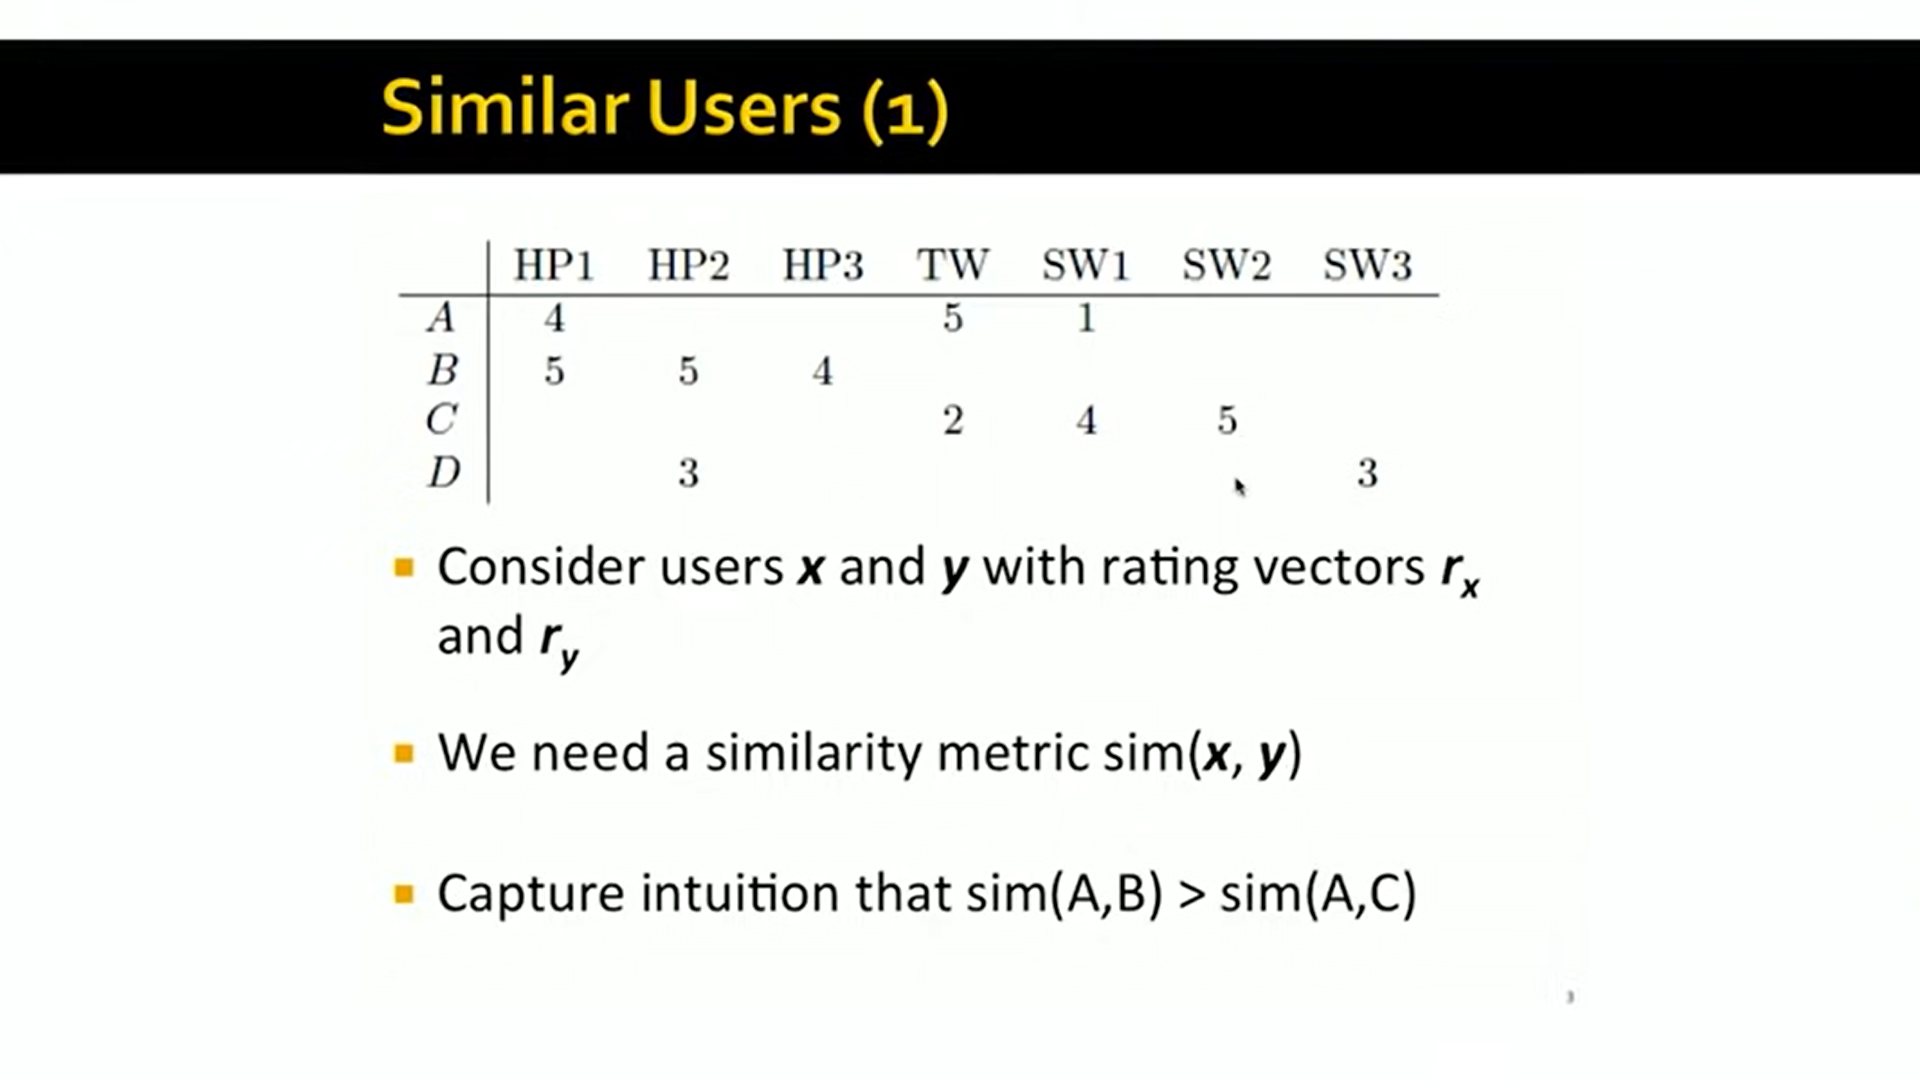 Similar Users (1)
HP1 HP2 HP3 TW SW1 SW2 SW3
A 4 5 1
B 5 5 4
C 2 4 5
D 3 3
Consider users x and y with rating vectors rx
and ry
We need a similarity metric sim(x, y)
Capture intuition that sim(A,B) > sim(A,C)
3